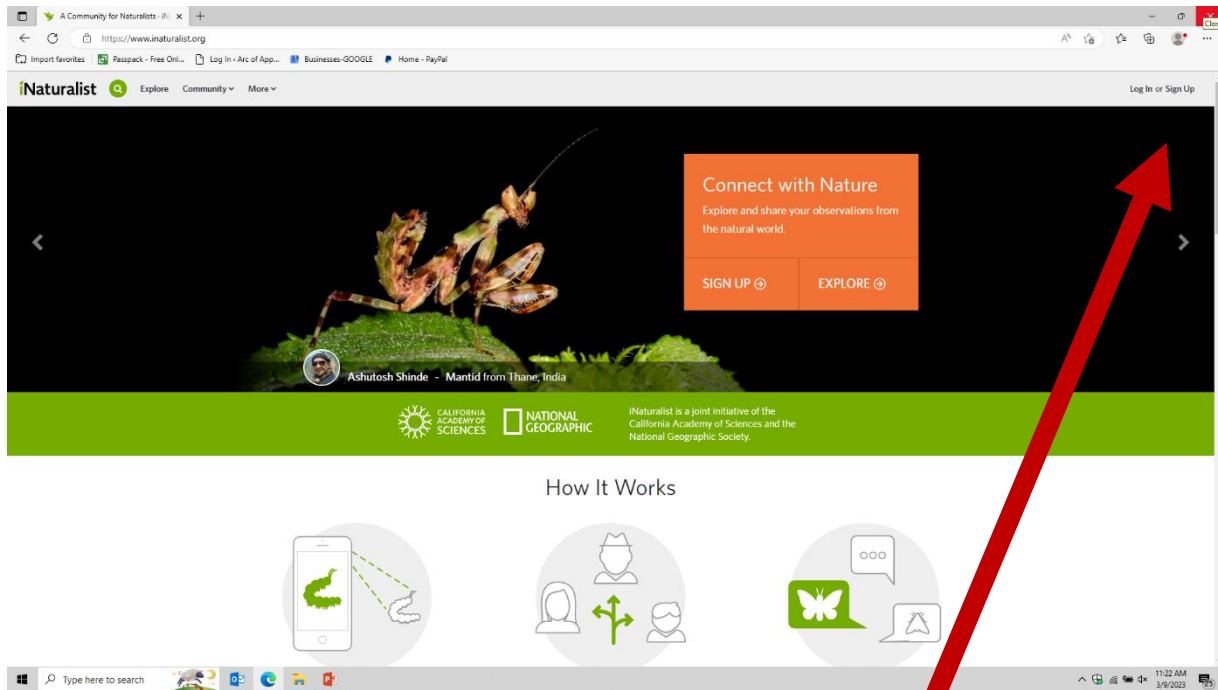 A Community for Naturalists · iN
Clos
https://www.inaturalist.org
Import favorites Passpack - Free Onl... Log In ‹ Arc of App... Businesses-GOOGLE Home - PayPal
iNaturalist Explore Community More Log In or Sign Up
Connect with Nature
Explore and share your observations from
the natural world.
SIGN UP EXPLORE
Ashutosh Shinde - Mantid from Thane, India
CALIFORNIA
ACADEMY OF
SCIENCES
NATIONAL
GEOGRAPHIC
iNaturalist is a joint initiative of the
California Academy of Sciences and the
National Geographic Society.
How It Works
Type here to search
11:22 AM
3/9/2023